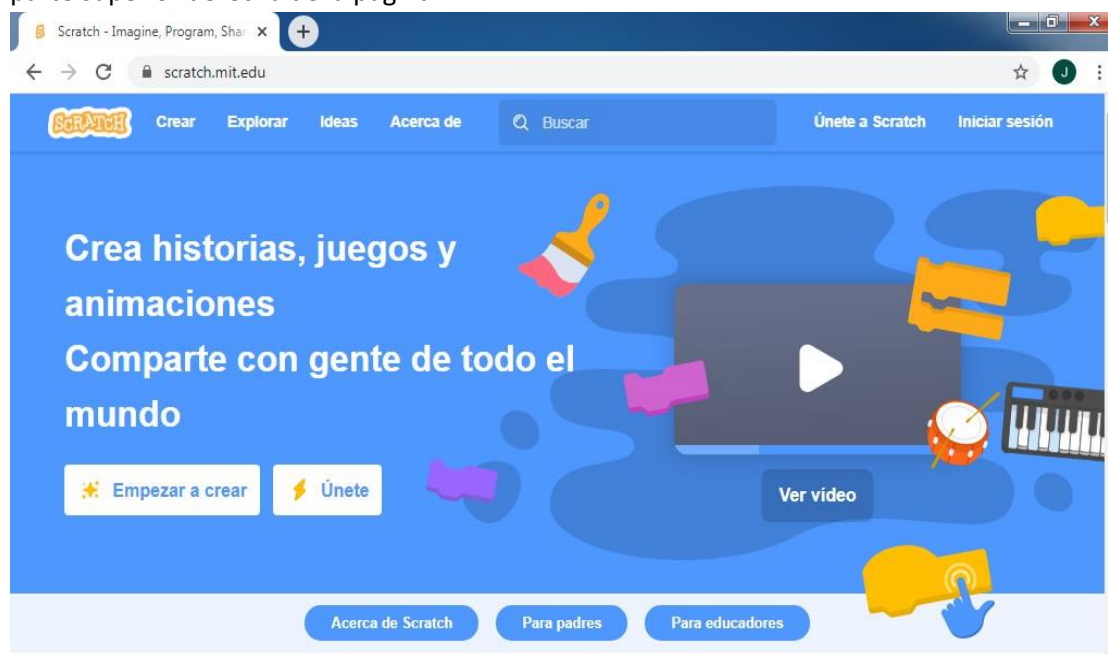 Scratch - Imagine, Program, Shar
scratch.mit.edu
J
SCRATCH Crear Explorar Ideas Acerca de Buscar Únete a Scratch Iniciar sesión
Crea historias, juegos y
animaciones
Comparte con gente de todo el
mundo
Empezar a crear Únete
Ver vídeo
Acerca de Scratch Para padres Para educadores